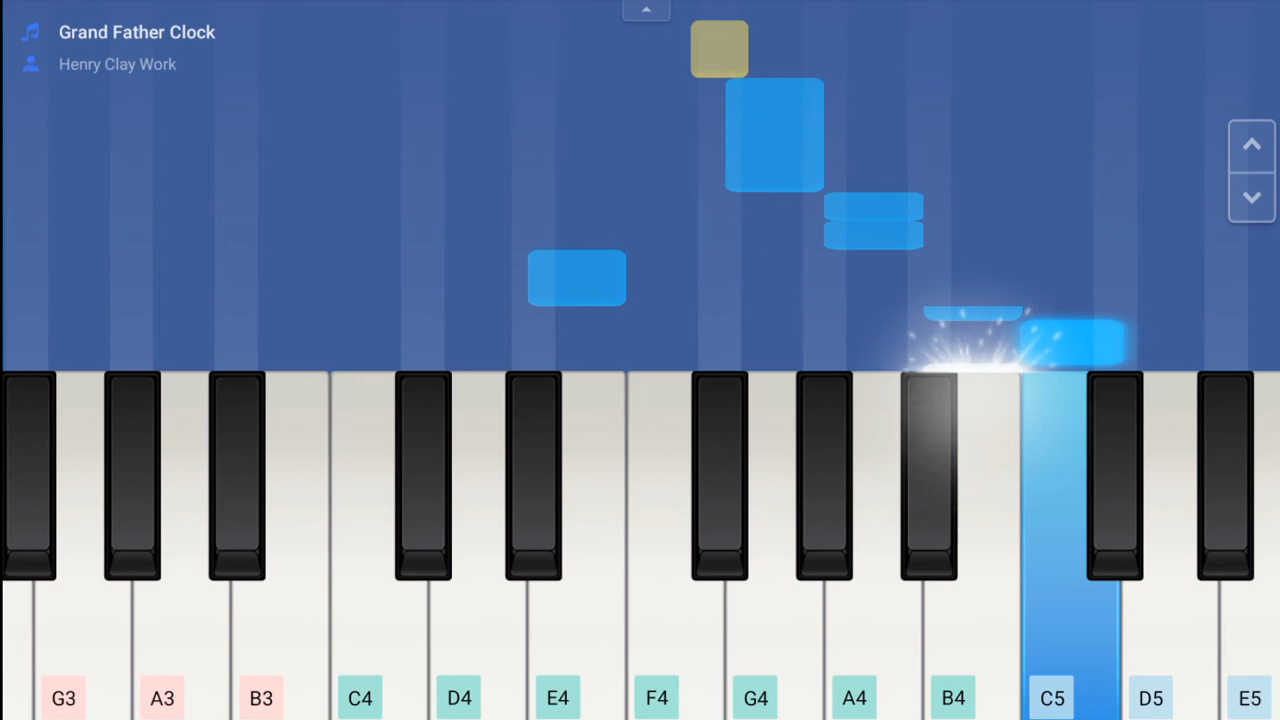 Grand Father Clock
Henry Clay Work
G3 A3 B3 C4 D4 E4 F4 G4 A4 B4 C5 D5 E5